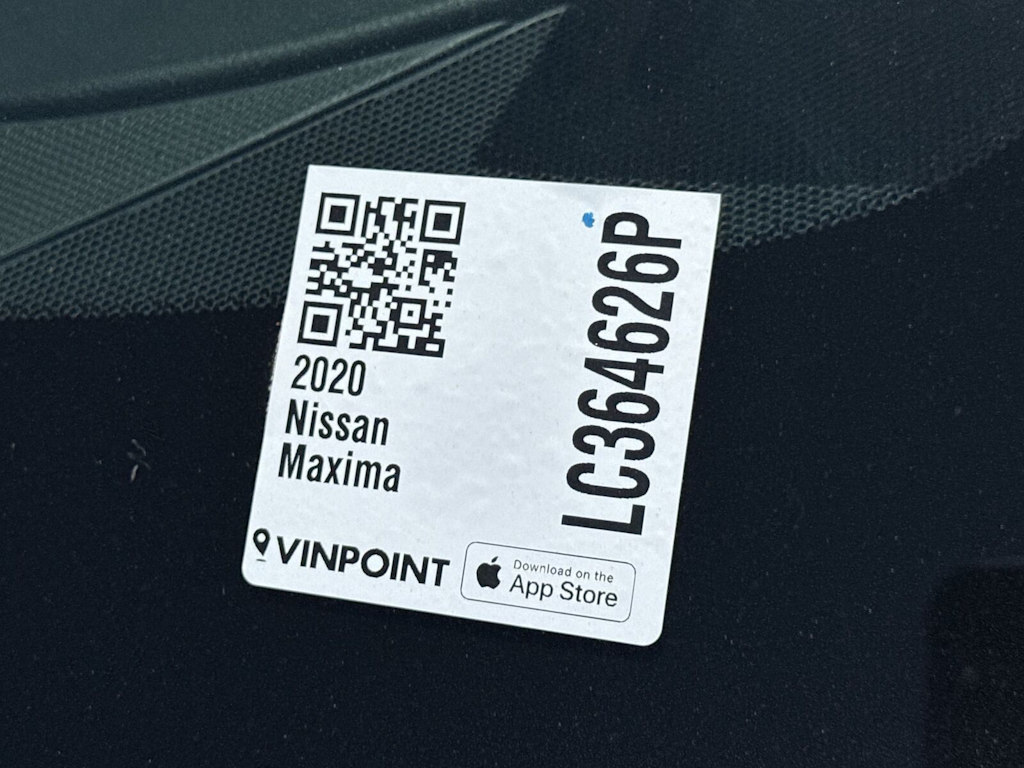 2020
Nissan
Maxima
LC364626P
VINPOINT
Download on the
App Store